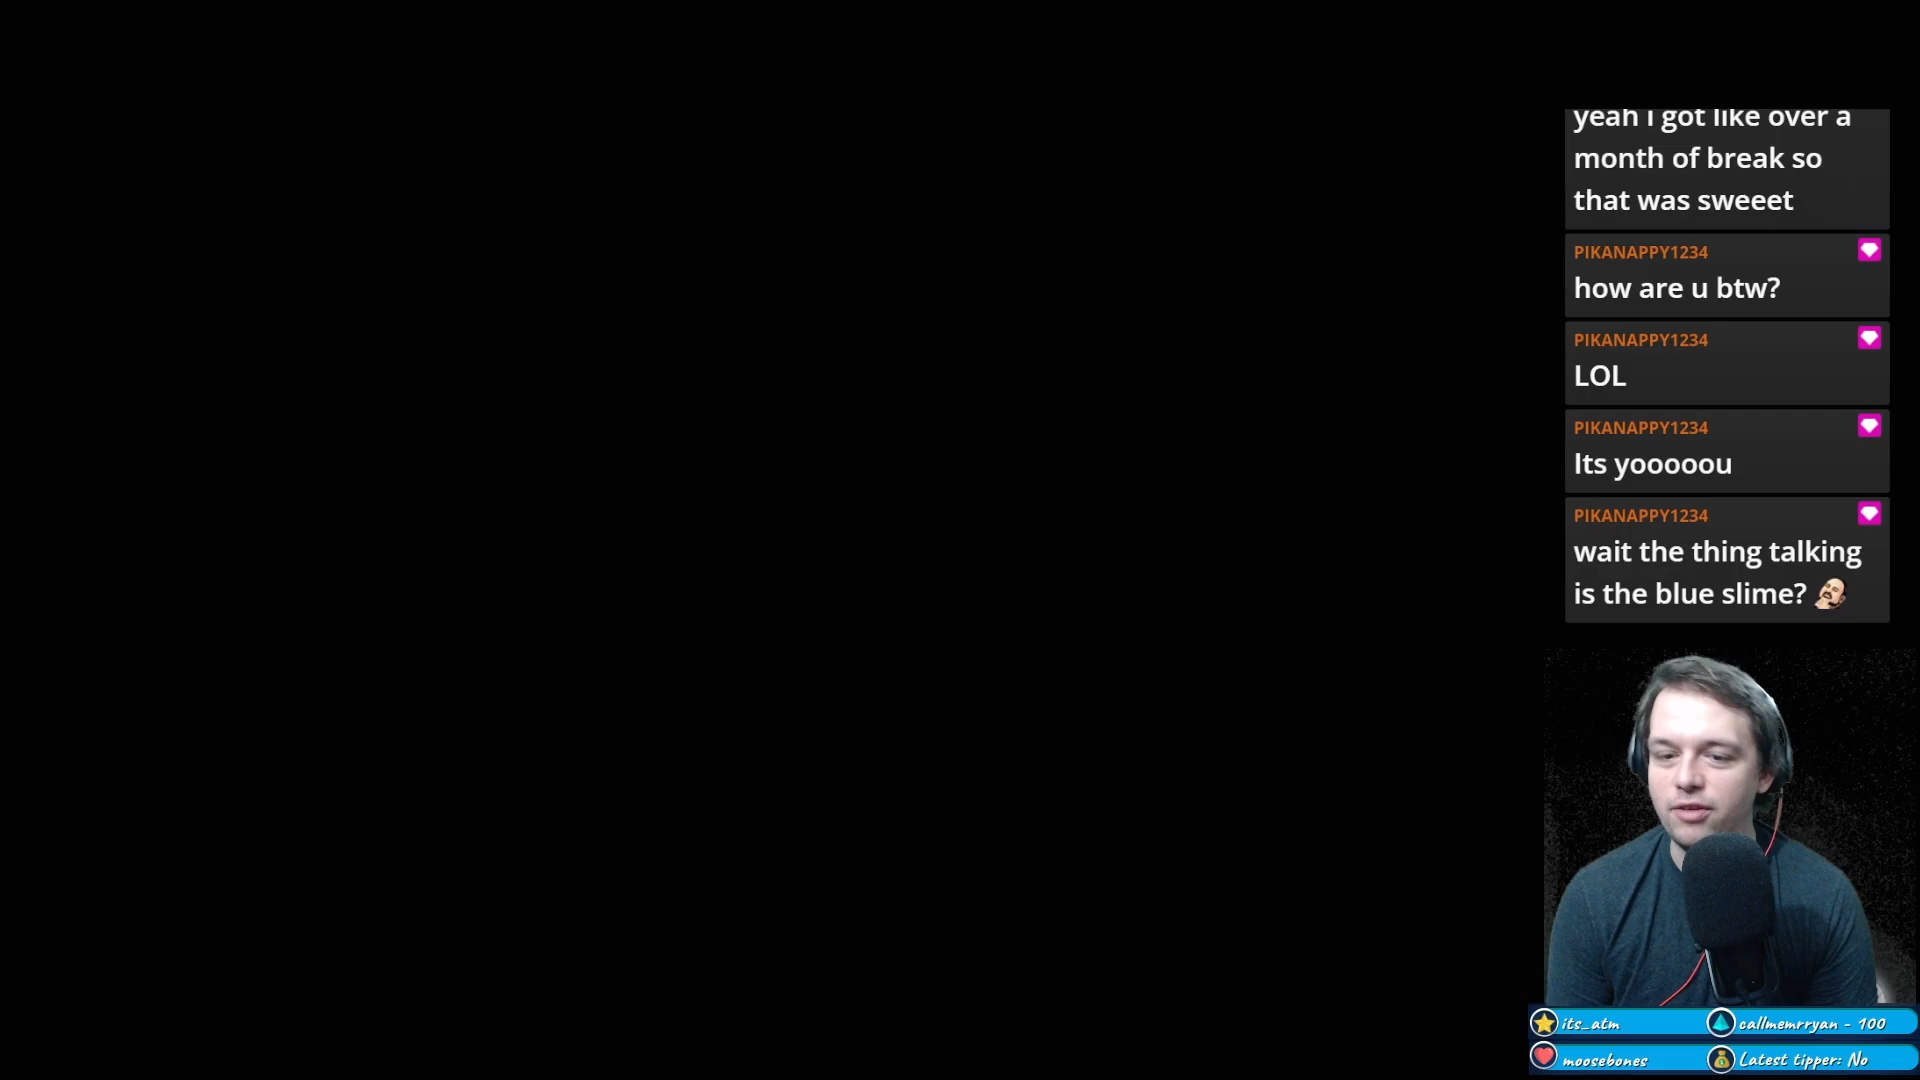 yeah i got like over a
month of break so
that was sweeet
PIKANAPPY1234
how are u btw?
PIKANAPPY1234
LOL
PIKANAPPY1234
Its yooooou
PIKANAPPY1234
wait the thing talking
is the blue slime?
its_atm
callmemrryan - 100
moosebones
Latest tipper: No